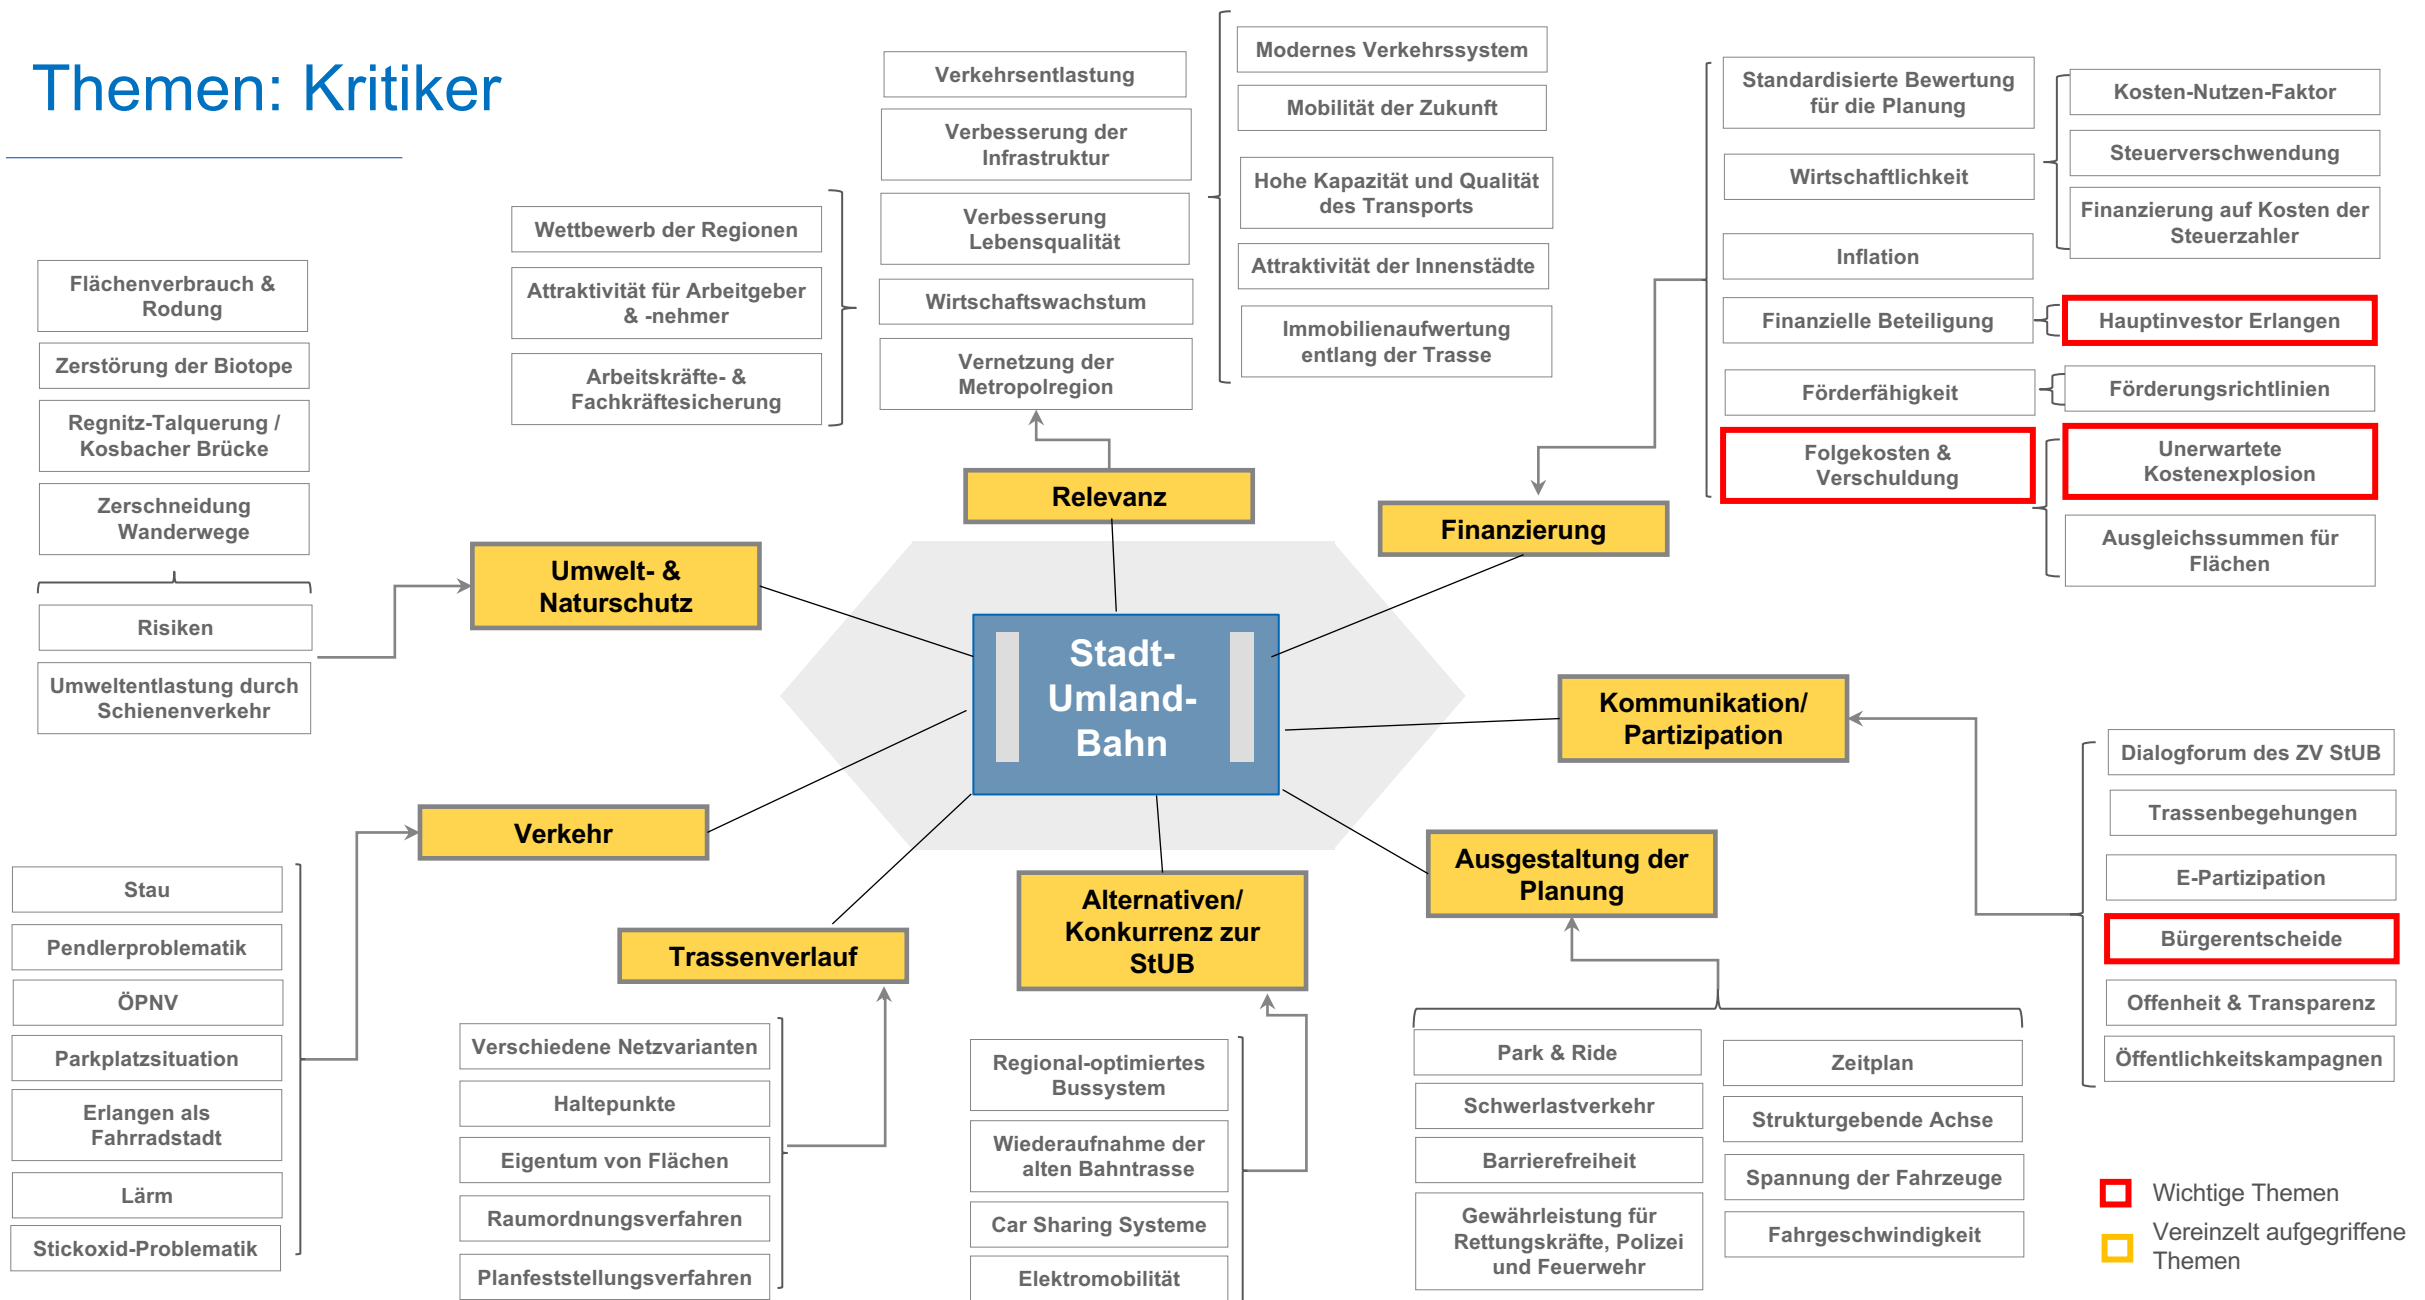 Themen: Kritiker
Verkehrsentlastung
Verbesserung der
Infrastruktur
Verbesserung
Lebensqualität
Wirtschaftswachstum
Vernetzung der
Metropolregion
Modernes Verkehrssystem
Mobilität der Zukunft
Hohe Kapazität und Qualität
des Transports
Attraktivität der Innenstädte
Immobilienaufwertung
entlang der Trasse
Wettbewerb der Regionen
Attraktivität für Arbeitgeber
& -nehmer
Arbeitskräfte- &
Fachkräftesicherung
Standardisierte Bewertung
für die Planung
Wirtschaftlichkeit
Inflation
Finanzielle Beteiligung
Förderfähigkeit
Folgekosten &
Verschuldung
Kosten-Nutzen-Faktor
Steuerverschwendung
Finanzierung auf Kosten der
Steuerzahler
Hauptinvestor Erlangen
Förderungsrichtlinien
Unerwartete
Kostenexplosion
Ausgleichssummen für
Flächen
Flächenverbrauch &
Rodung
Zerstörung der Biotope
Regnitz-Talquerung /
Kosbacher Brücke
Zerschneidung
Wanderwege
Risiken
Umweltentlastung durch
Schienenverkehr
Relevanz
Finanzierung
Umwelt- &
Naturschutz
Stadt-
Umland-
Bahn
Kommunikation/
Partizipation
Verkehr
Trassenverlauf
Alternativen/
Konkurrenz zur
StUB
Ausgestaltung der
Planung
Dialogforum des ZV StUB
Trassenbegehungen
E-Partizipation
Bürgerentscheide
Offenheit & Transparenz
Öffentlichkeitskampagnen
Stau
Pendlerproblematik
ÖPNV
Parkplatzsituation
Erlangen als
Fahrradstadt
Lärm
Stickoxid-Problematik
Verschiedene Netzvarianten
Haltepunkte
Eigentum von Flächen
Raumordnungsverfahren
Planfeststellungsverfahren
Regional-optimiertes
Bussystem
Wiederaufnahme der
alten Bahntrasse
Car Sharing Systeme
Elektromobilität
Park & Ride
Schwerlastverkehr
Barrierefreiheit
Gewährleistung für
Rettungskräfte, Polizei
und Feuerwehr
Zeitplan
Strukturgebende Achse
Spannung der Fahrzeuge
Fahrgeschwindigkeit
Wichtige Themen
Vereinzelt aufgegriffene
Themen